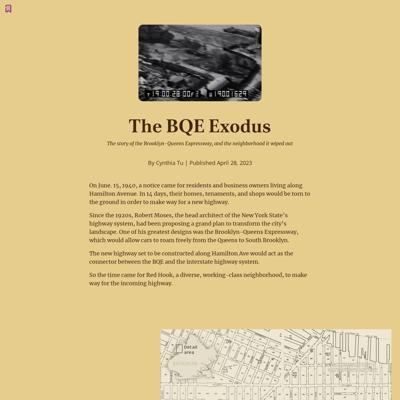 The BQE Exodus
The story of the Brooklyn-Queens Expressway, and the neighborhood it wiped out
By Cynthia Tu | Published April 28, 2023
On June. 15, 1940, a notice came for residents and business owners living along
Hamilton Avenue. In 14 days, their homes, tenaments, and shops would be torn to
the ground in order to make way for a new highway.
Since the 1920s, Robert Moses, the head architect of the New York State's
highway system, had been proposing a grand plan to transform the city's
landscape. One of his greatest designs was the Brooklyn-Queens Expressway,
which would allow cars to roam freely from the Queens to South Brooklyn.
The new highway set to be constructed along Hamilton Ave would act as the
connector between the BQE and the interstate highway system.
So the time came for Red Hook, a diverse, working-class neighborhood, to make
way for the incoming highway.
Detail
area